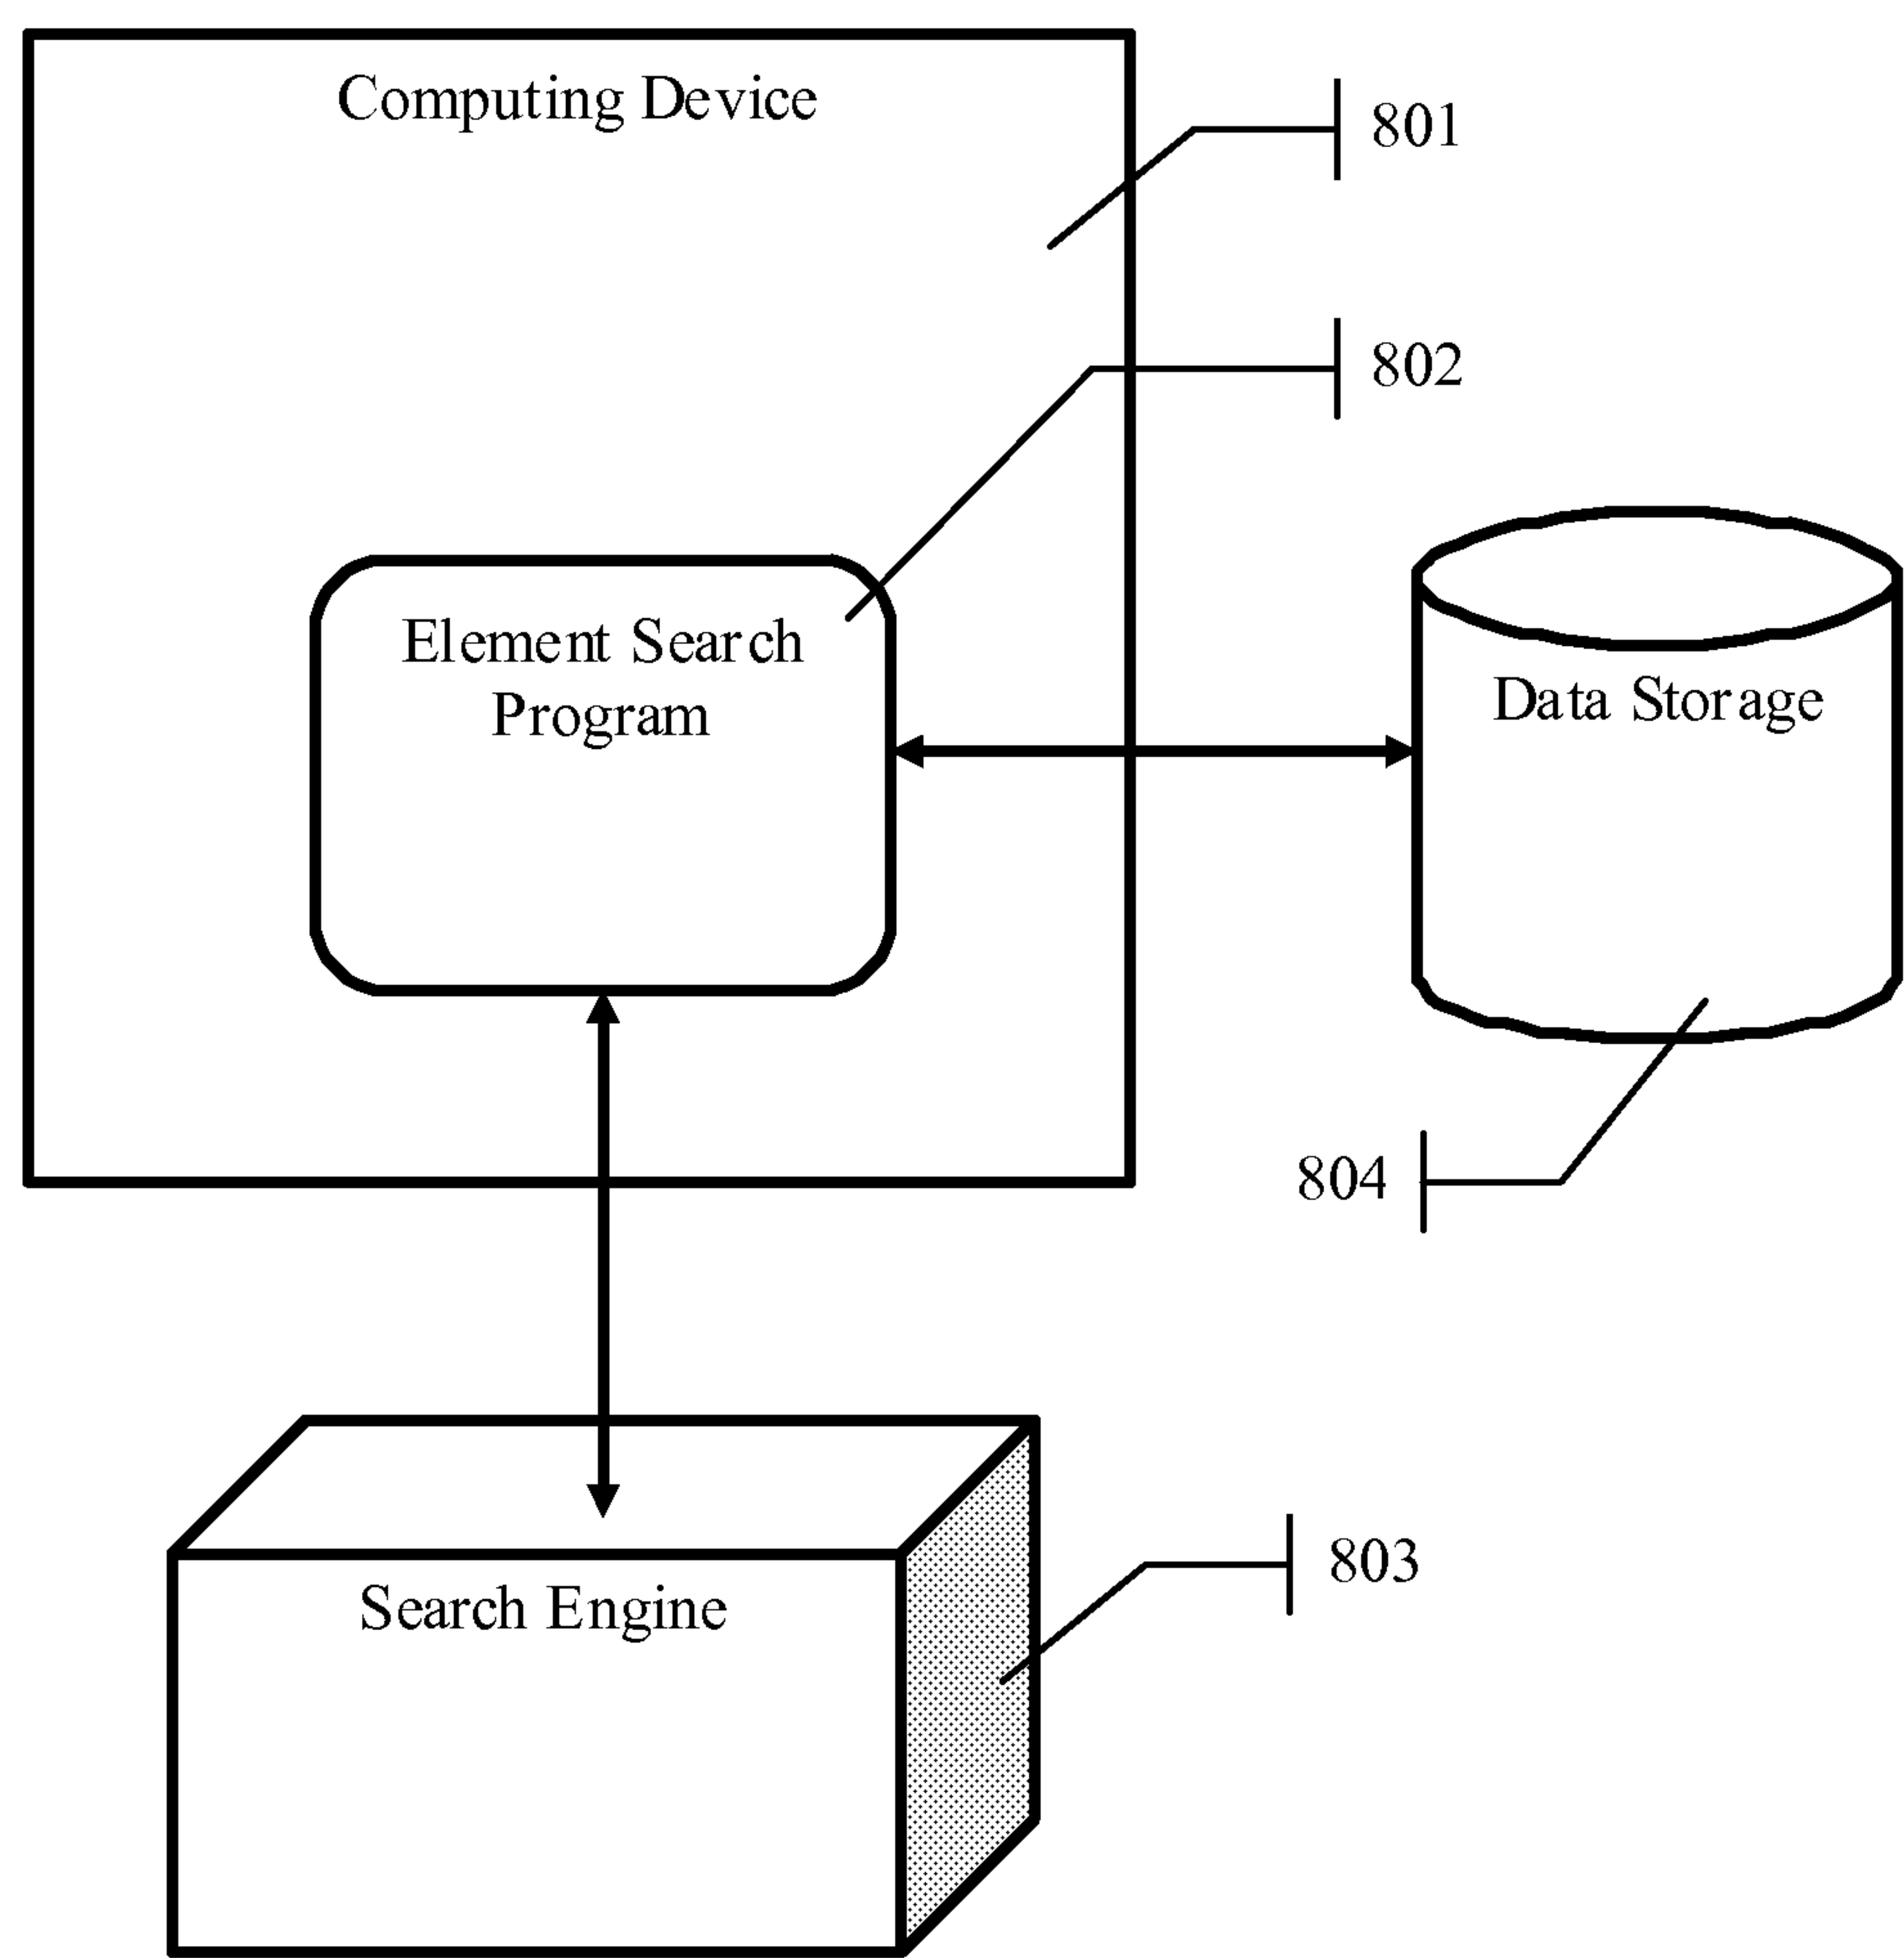 Computing Device
801
802
Element Search
Program
Data Storage
804
Search Engine
803